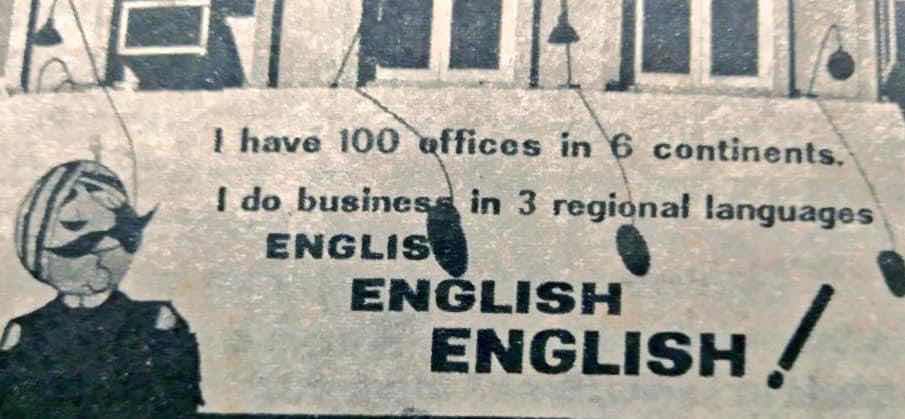 I have 100 offices in 6 continents.
I do business in 3 regional languages
ENGLISH
ENGLISH
ENGLISH!